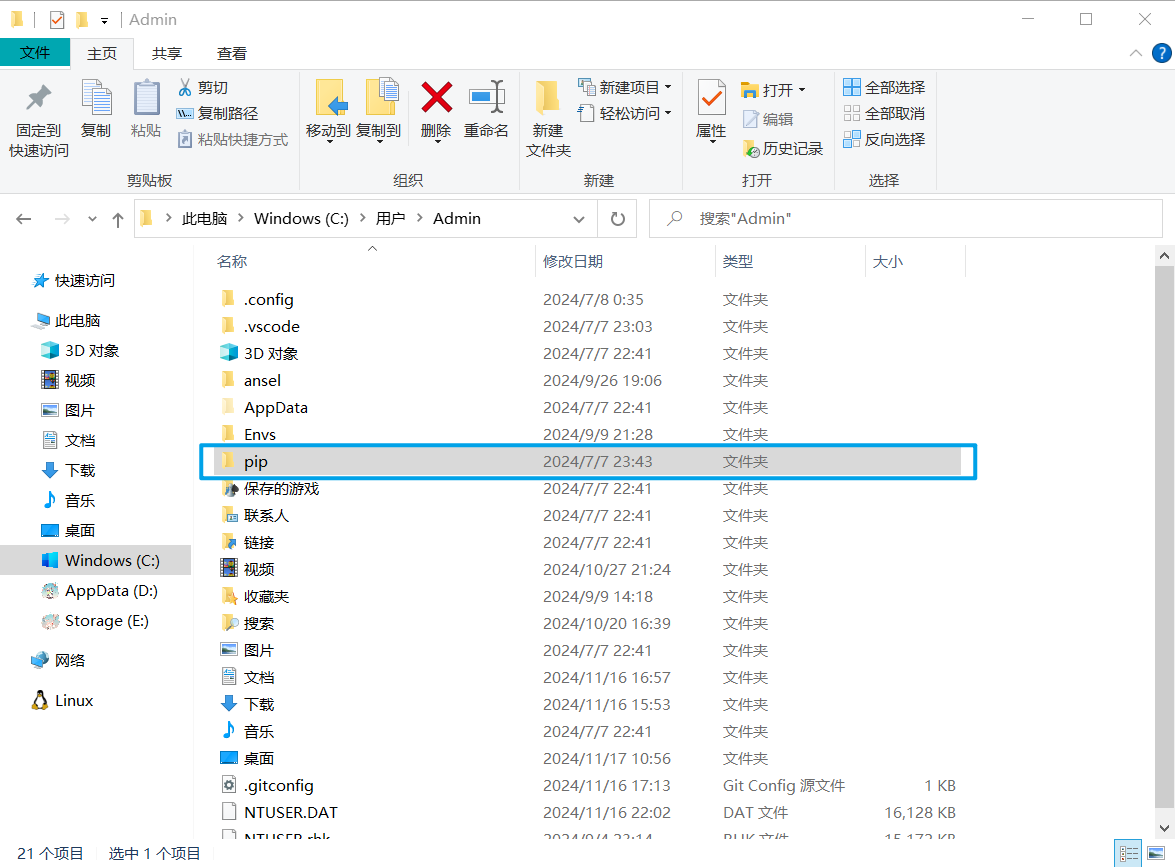 Admin
文件 主页 共享 查看
固定到快速访问 复制 粘贴 剪切 复制路径 粘贴快捷方式
移动到 复制到 删除 重命名
新建文件夹 新建项目 轻松访问
属性 打开 编辑 历史记录
全部选择 全部取消 反向选择
剪贴板 组织 新建 打开 选择
此电脑 Windows (C:) 用户 Admin 搜索"Admin"
快速访问
此电脑
3D 对象
视频
图片
文档
下载
音乐
桌面
Windows (C:)
AppData (D:)
Storage (E:)
网络
Linux
名称 修改日期 类型 大小
.config 2024/7/8 0:35 文件夹
.vscode 2024/7/7 23:03 文件夹
3D 对象 2024/7/7 22:41 文件夹
ansel 2024/9/26 19:06 文件夹
AppData 2024/7/7 22:41 文件夹
Envs 2024/9/9 21:28 文件夹
pip 2024/7/7 23:43 文件夹
保存的游戏 2024/7/7 22:41 文件夹
联系人 2024/7/7 22:41 文件夹
链接 2024/7/7 22:41 文件夹
视频 2024/10/27 21:24 文件夹
收藏夹 2024/9/9 14:18 文件夹
搜索 2024/10/20 16:39 文件夹
图片 2024/7/7 22:41 文件夹
文档 2024/11/16 16:57 文件夹
下载 2024/11/16 15:53 文件夹
音乐 2024/7/7 22:41 文件夹
桌面 2024/11/17 10:56 文件夹
.gitconfig 2024/11/16 17:13 Git Config 源文件 1 KB
NTUSER.DAT 2024/11/16 22:02 DAT 文件 16,128 KB
21 个项目 选中 1 个项目